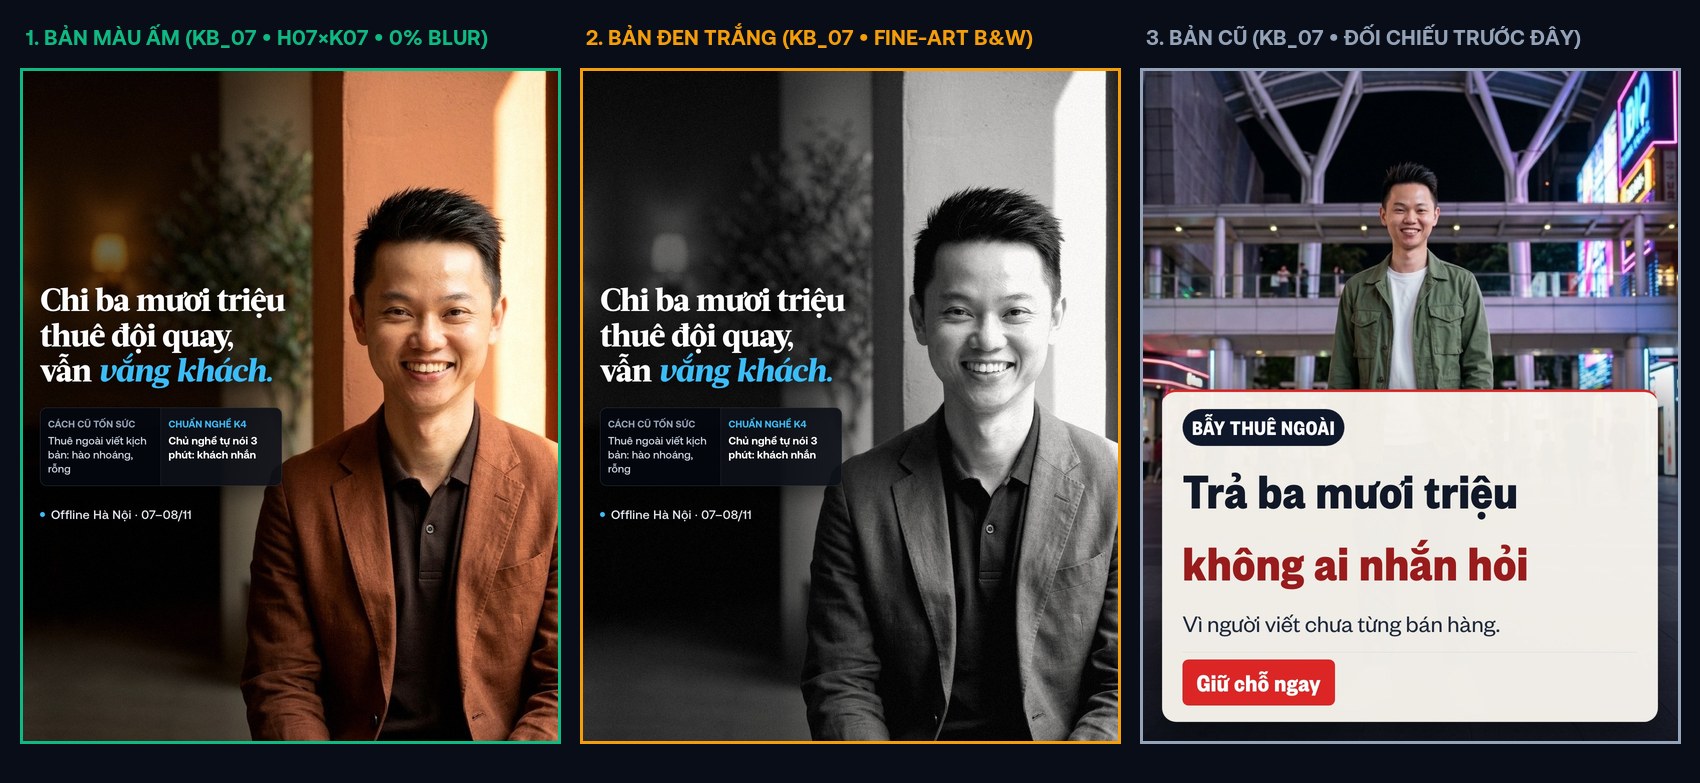 1. BẢN MÀU ẤM (KB_07 • H07×K07 • 0% BLUR)
Chi ba mươi triệu
thuê đội quay,
vẫn vắng khách.
CÁCH CŨ TỐN SỨC
Thuê ngoài viết kịch
bản: hào nhoáng,
rỗng
CHUẨN NGHỀ K4
Chủ nghề tự nói 3
phút: khách nhắn
Offline Hà Nội · 07–08/11
2. BẢN ĐEN TRẮNG (KB_07 • FINE-ART B&W)
Chi ba mươi triệu
thuê đội quay,
vẫn vắng khách.
CÁCH CŨ TỐN SỨC
Thuê ngoài viết kịch
bản: hào nhoáng,
rỗng
CHUẨN NGHỀ K4
Chủ nghề tự nói 3
phút: khách nhắn
Offline Hà Nội · 07–08/11
3. BẢN CŨ (KB_07 • ĐỐI CHIẾU TRƯỚC ĐÂY)
BẪY THUÊ NGOÀI
Trả ba mươi triệu
không ai nhắn hỏi
Vì người viết chưa từng bán hàng.
Giữ chỗ ngay